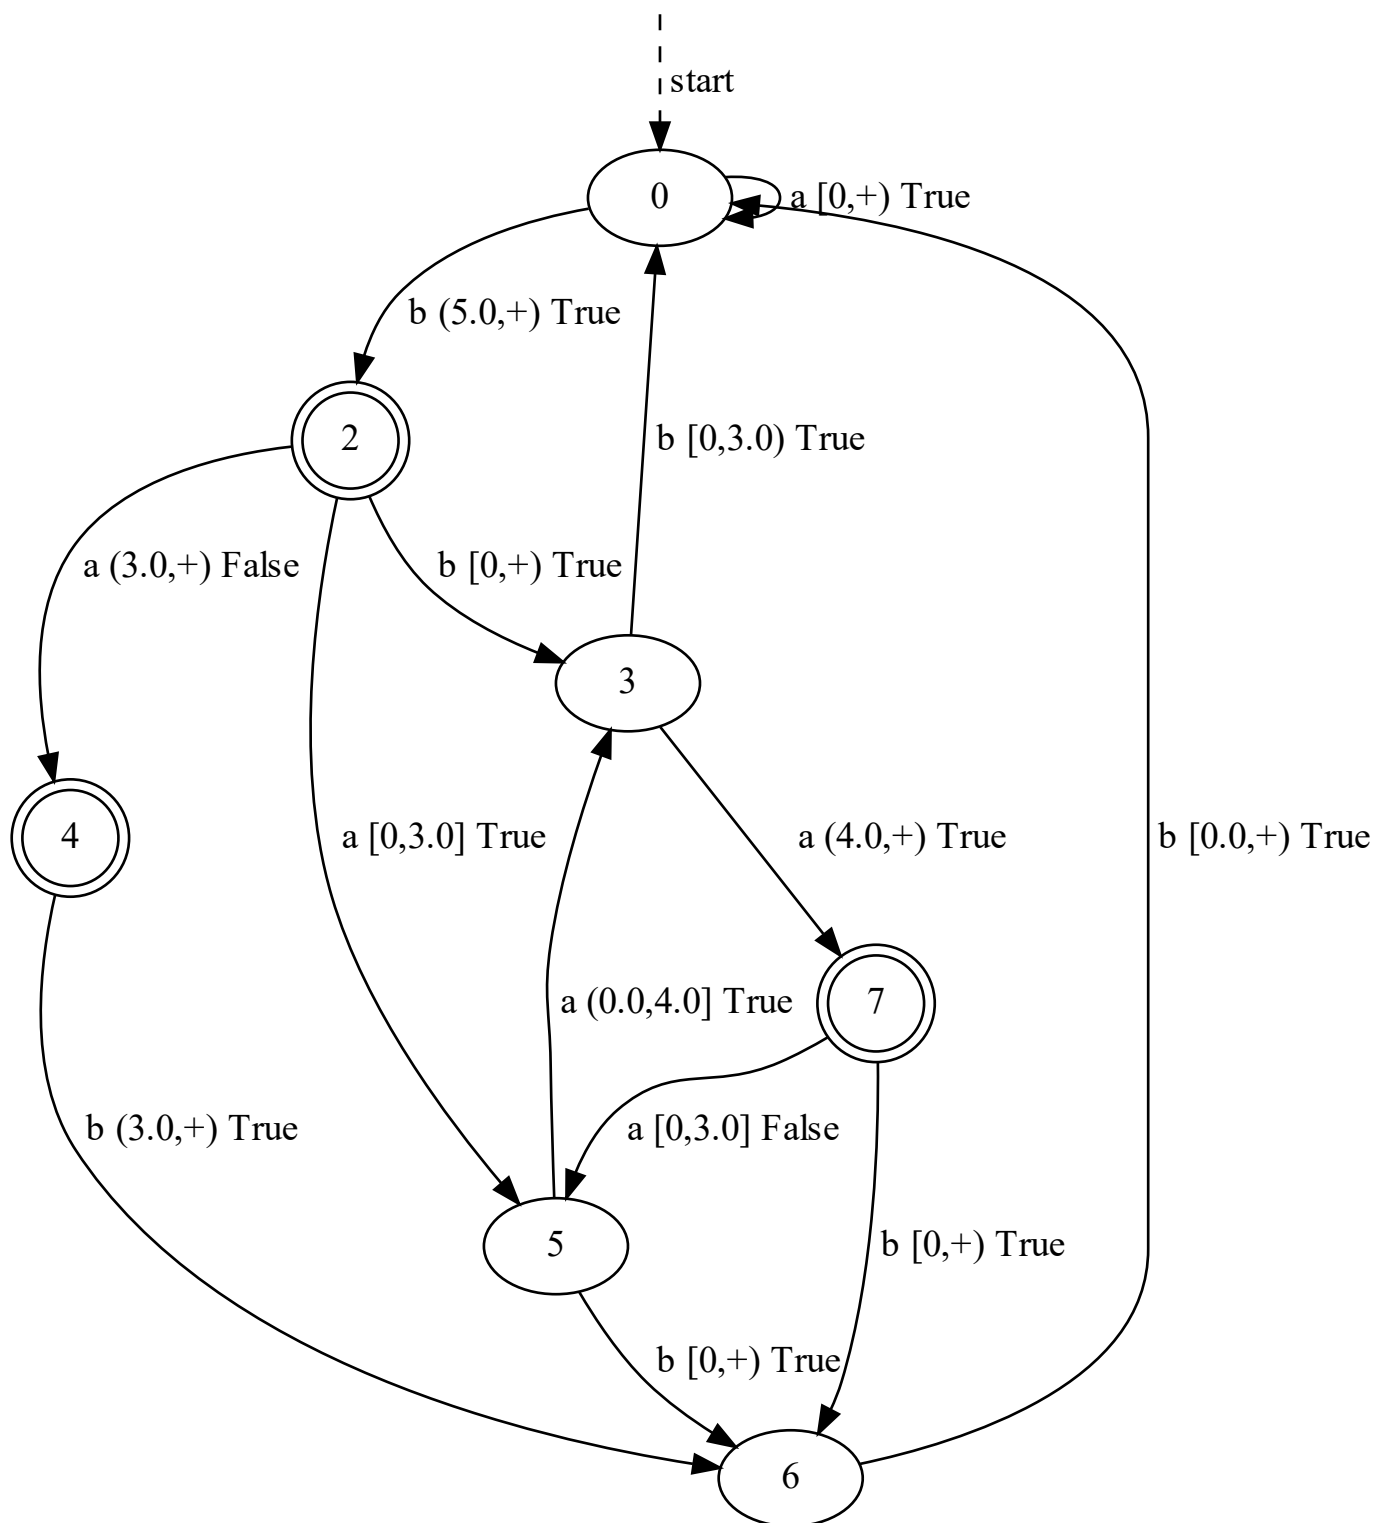 start
0
a [0,+) True
b (5.0,+) True
2
b [0,3.0) True
a (3.0,+) False
b [0,+) True
3
4
a [0,3.0] True
a (4.0,+) True
b [0.0,+) True
a (0.0,4.0] True
7
b (3.0,+) True
a [0,3.0] False
5
b [0,+) True
b [0,+) True
6